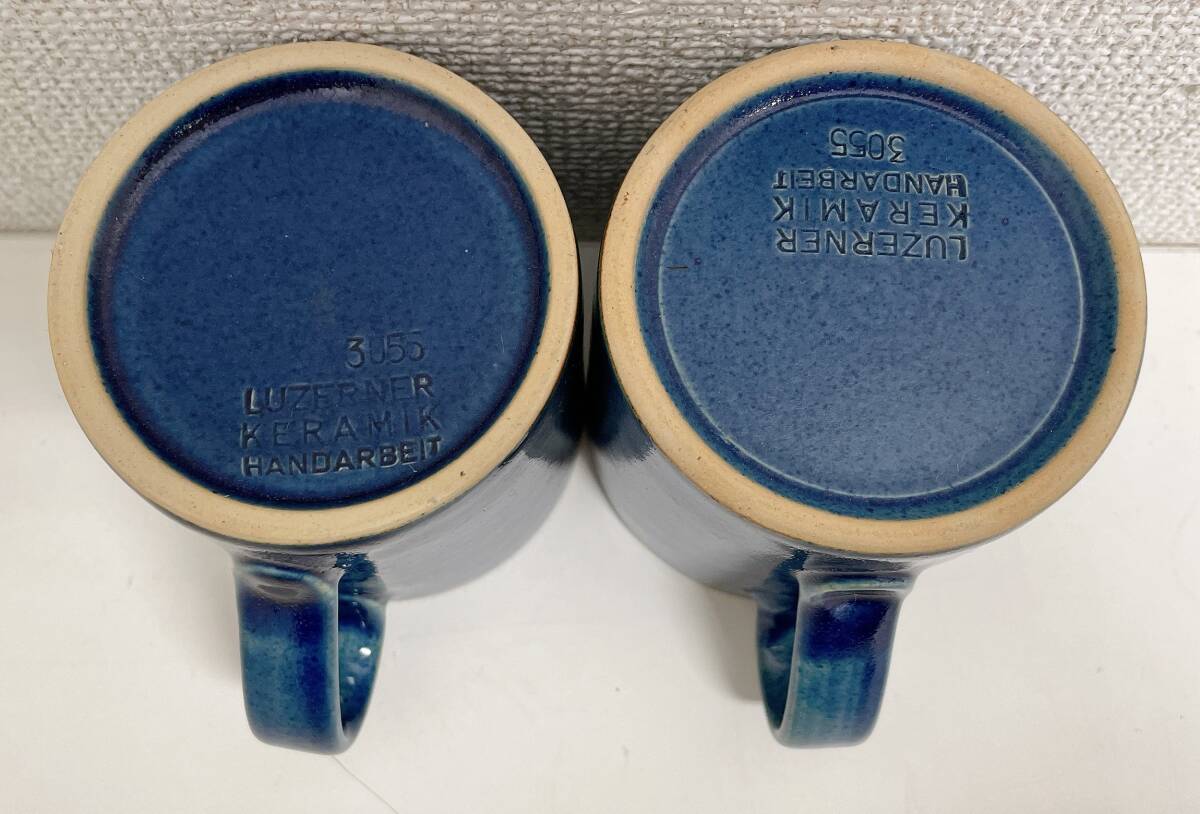 3055
LUZERNER
KERAMIK
HANDARBEIT
LUZERNER
KERAMIK
HANDARBEIT
3055